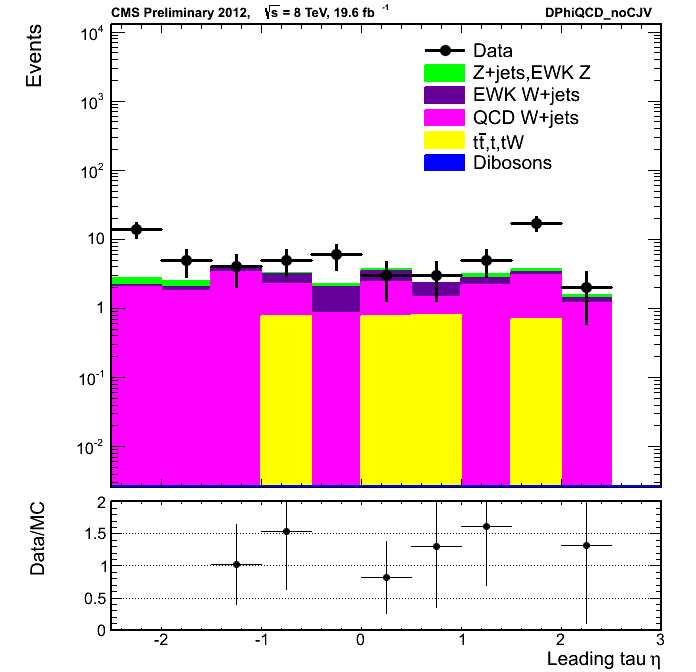 CMS Preliminary 2012, √s = 8 TeV, 19.6 fb⁻¹ DPhiQCD_noCJV
Events
10⁴
10³
10²
10
1
10⁻¹
10⁻²
Data
Z+jets,EWK Z
EWK W+jets
QCD W+jets
tt̅,t,tW
Dibosons
Data/MC
2
1.5
1
0.5
0
-2 -1 0 1 2 3
Leading tau η